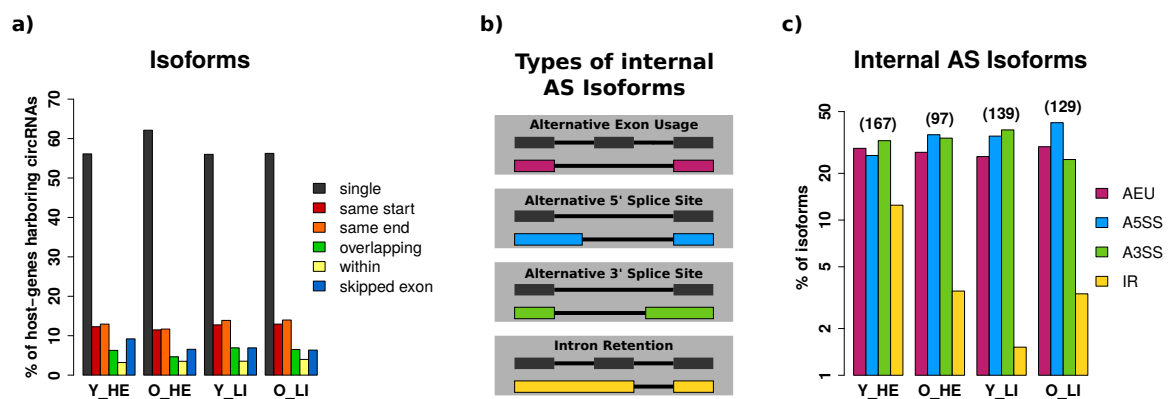 a)
Isoforms
% of host-genes harboring circRNAs
70
60
50
40
30
20
10
0
Y_HE
O_HE
Y_LI
O_LI
single
same start
same end
overlapping
within
skipped exon
b)
Types of internal
AS Isoforms
Alternative Exon Usage
Alternative 5' Splice Site
Alternative 3' Splice Site
Intron Retention
c)
Internal AS Isoforms
% of isoforms
50
20
10
5
2
1
(167)
(97)
(139)
(129)
Y_HE
O_HE
Y_LI
O_LI
AEU
A5SS
A3SS
IR